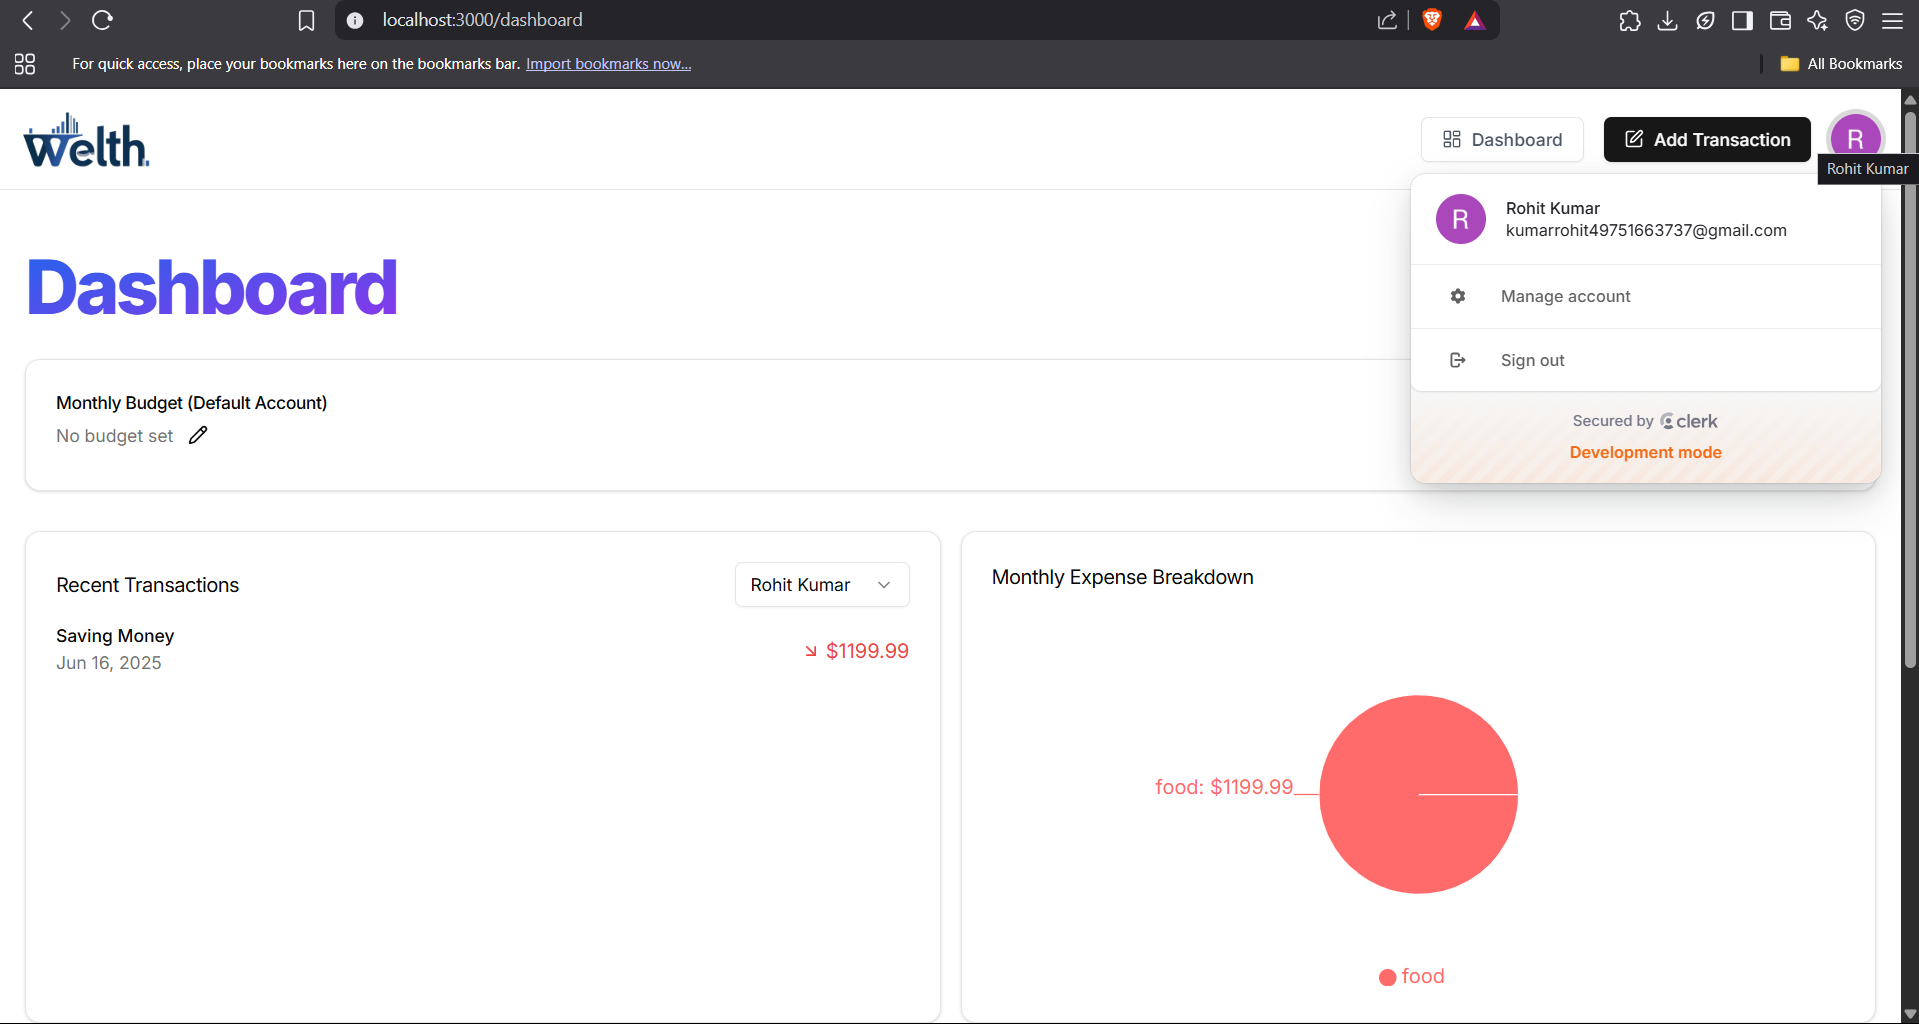 localhost:3000/dashboard
For quick access, place your bookmarks here on the bookmarks bar. Import bookmarks now...
All Bookmarks
Welth.
Dashboard
Add Transaction
R
Rohit Kumar
R
Rohit Kumar
kumarrohit49751663737@gmail.com
Manage account
Sign out
Secured by clerk
Development mode
Dashboard
Monthly Budget (Default Account)
No budget set
Recent Transactions
Rohit Kumar
Saving Money
Jun 16, 2025
$1199.99
Monthly Expense Breakdown
food: $1199.99
food